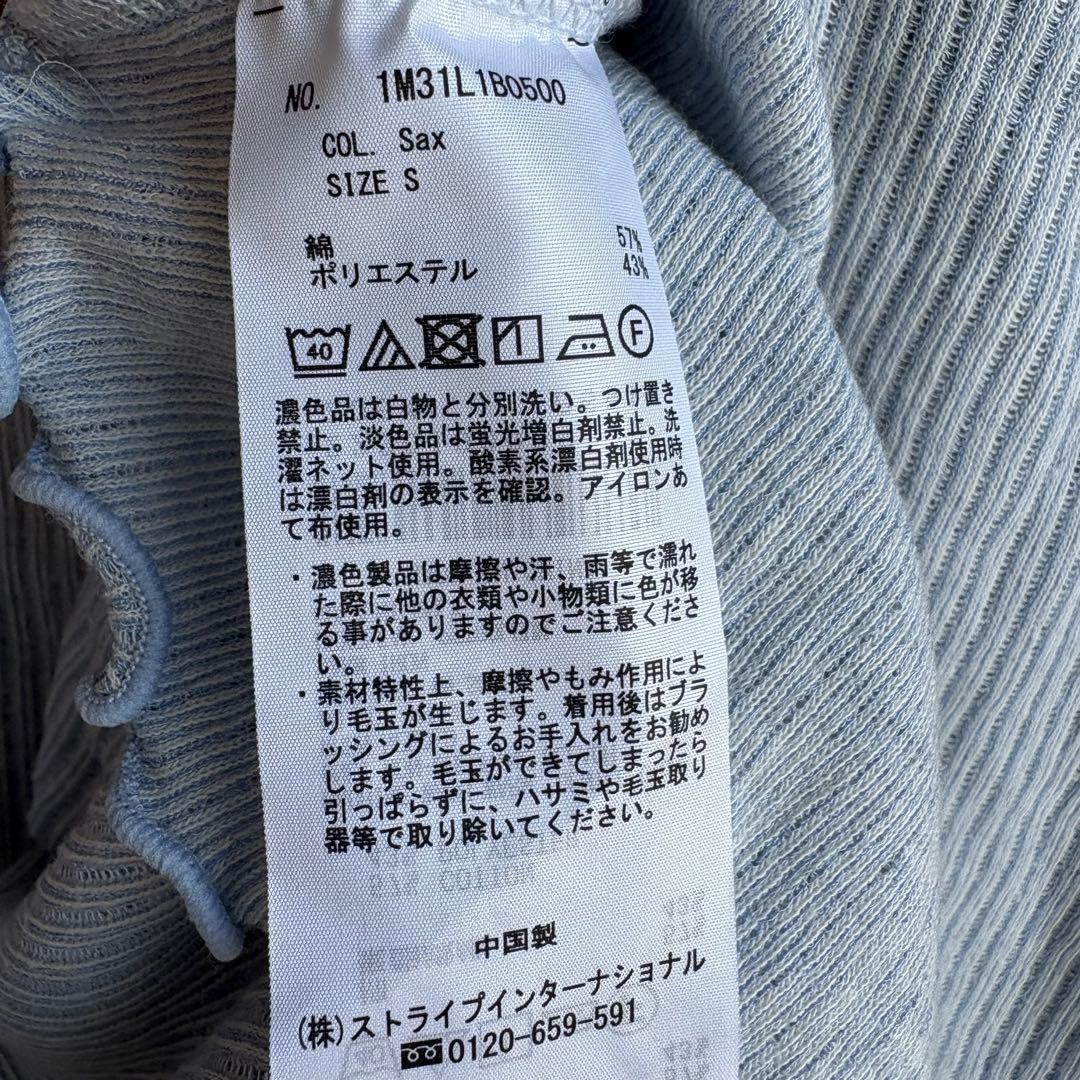 NO. 1M31L1B0500
COL. Sax
SIZE S
綿 57%
ポリエステル 43%
40
F
濃色品は白物と分別洗い。つけ置き
禁止。淡色品は蛍光増白剤禁止。洗
濯ネット使用。酸素系漂白剤使用時
は漂白剤の表示を確認。アイロンあ
て布使用。
・濃色製品は摩擦や汗、雨等で濡れ
た際に他の衣類や小物類に色が移
る事がありますのでご注意くださ
い。
・素材特性上、摩擦やもみ作用によ
り毛玉が生じます。着用後はブラ
ッシングによるお手入れをお勧め
します。毛玉ができてしまったら
引っぱらずに、ハサミや毛玉取り
器等で取り除いてください。
中国製
(株)ストライプインターナショナル
0120-659-591